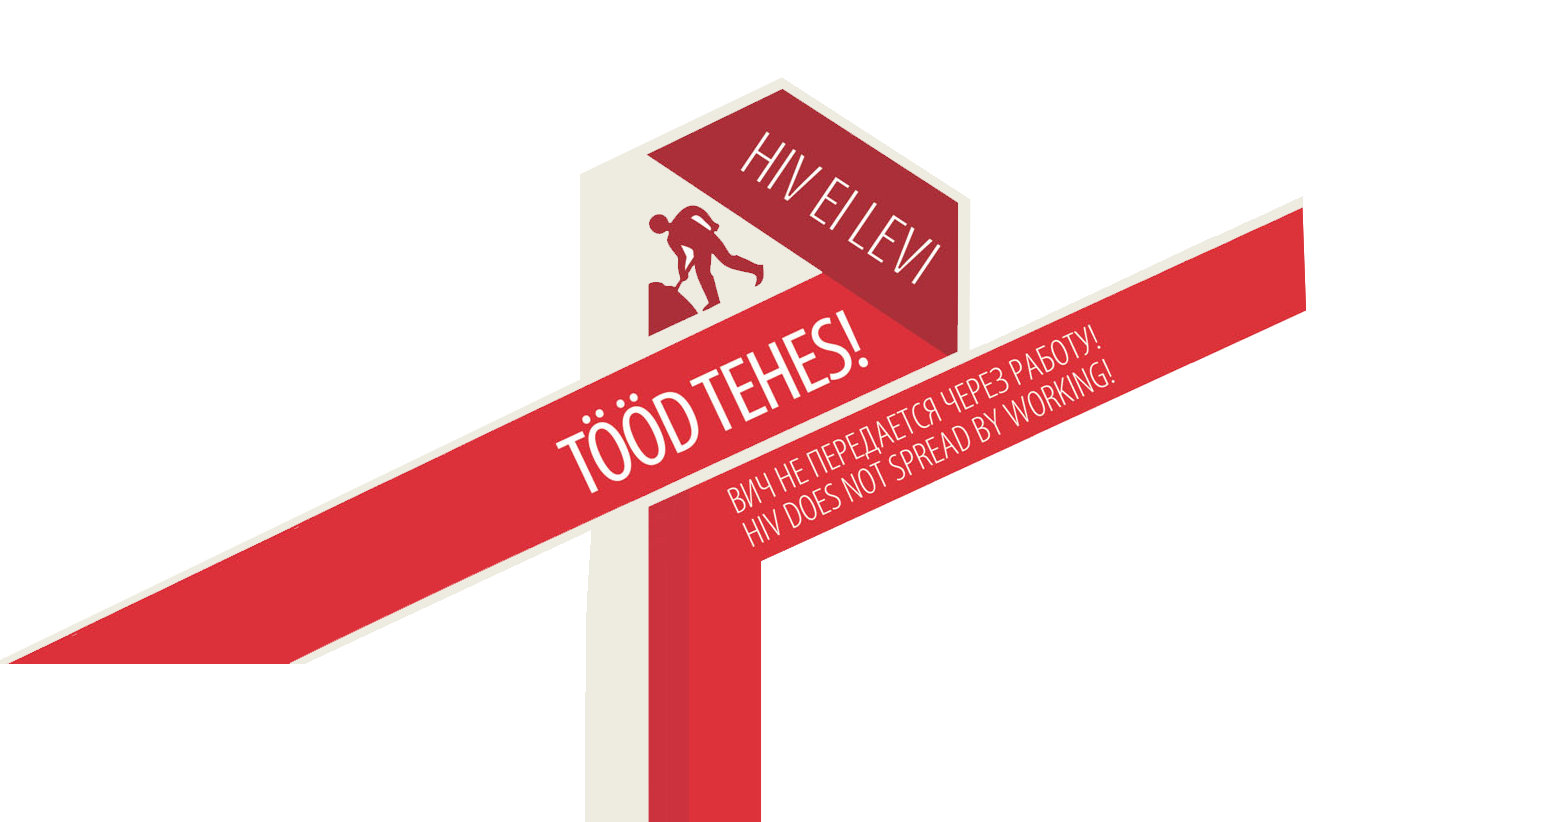 HIV EI LEVI
TÖÖD TEHES!
ВИЧ НЕ ПЕРЕДАЕТСЯ ЧЕРЕЗ РАБОТУ!
HIV DOES NOT SPREAD BY WORKING!